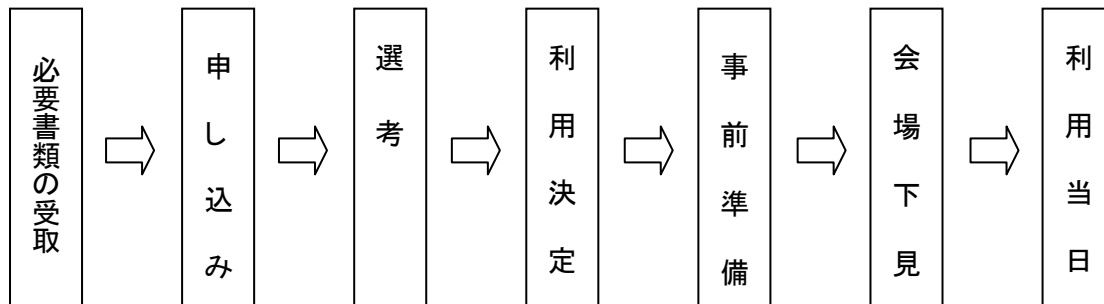 必要書類の受取
申し込み
選考
利用決定
事前準備
会場下見
利用当日